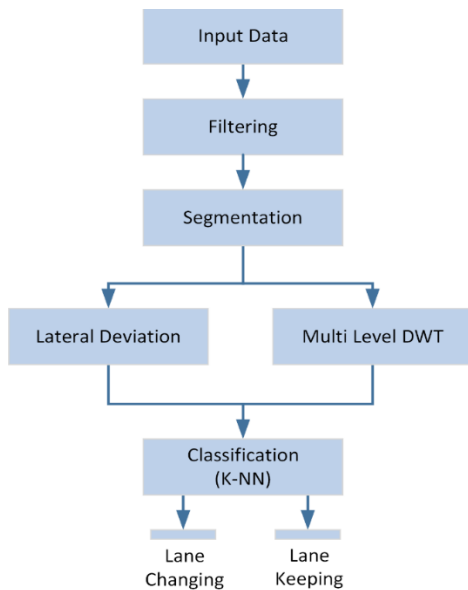 Input Data
Filtering
Segmentation
Lateral Deviation
Multi Level DWT
Classification
(K-NN)
Lane
Changing
Lane
Keeping